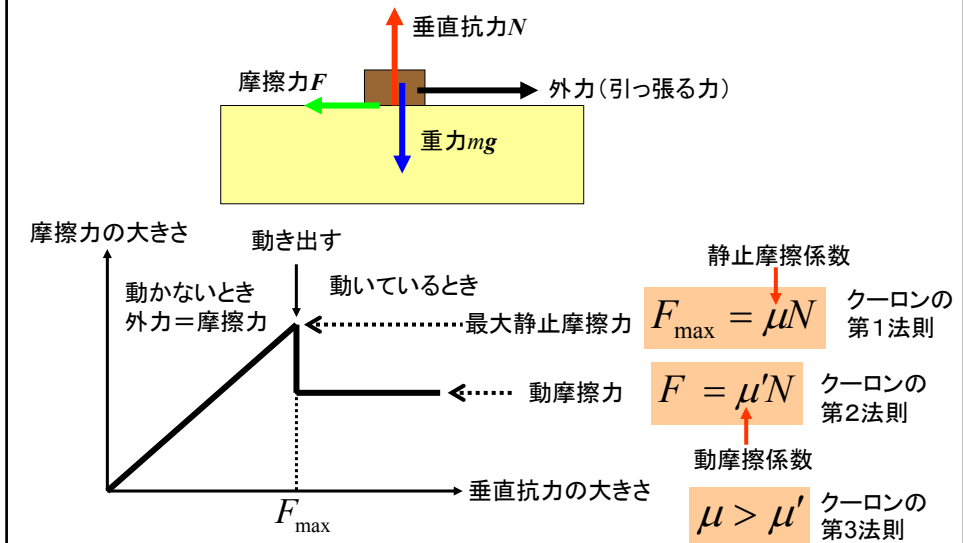 垂直抗力N
摩擦力F
外力(引っ張る力)
重力mg
摩擦力の大きさ
動き出す
動かないとき
外力=摩擦力
動いているとき
最大静止摩擦力
動摩擦力
F_max
垂直抗力の大きさ
静止摩擦係数
F_max = μN
クーロンの
第1法則
F = μ'N
クーロンの
第2法則
動摩擦係数
μ > μ'
クーロンの
第3法則